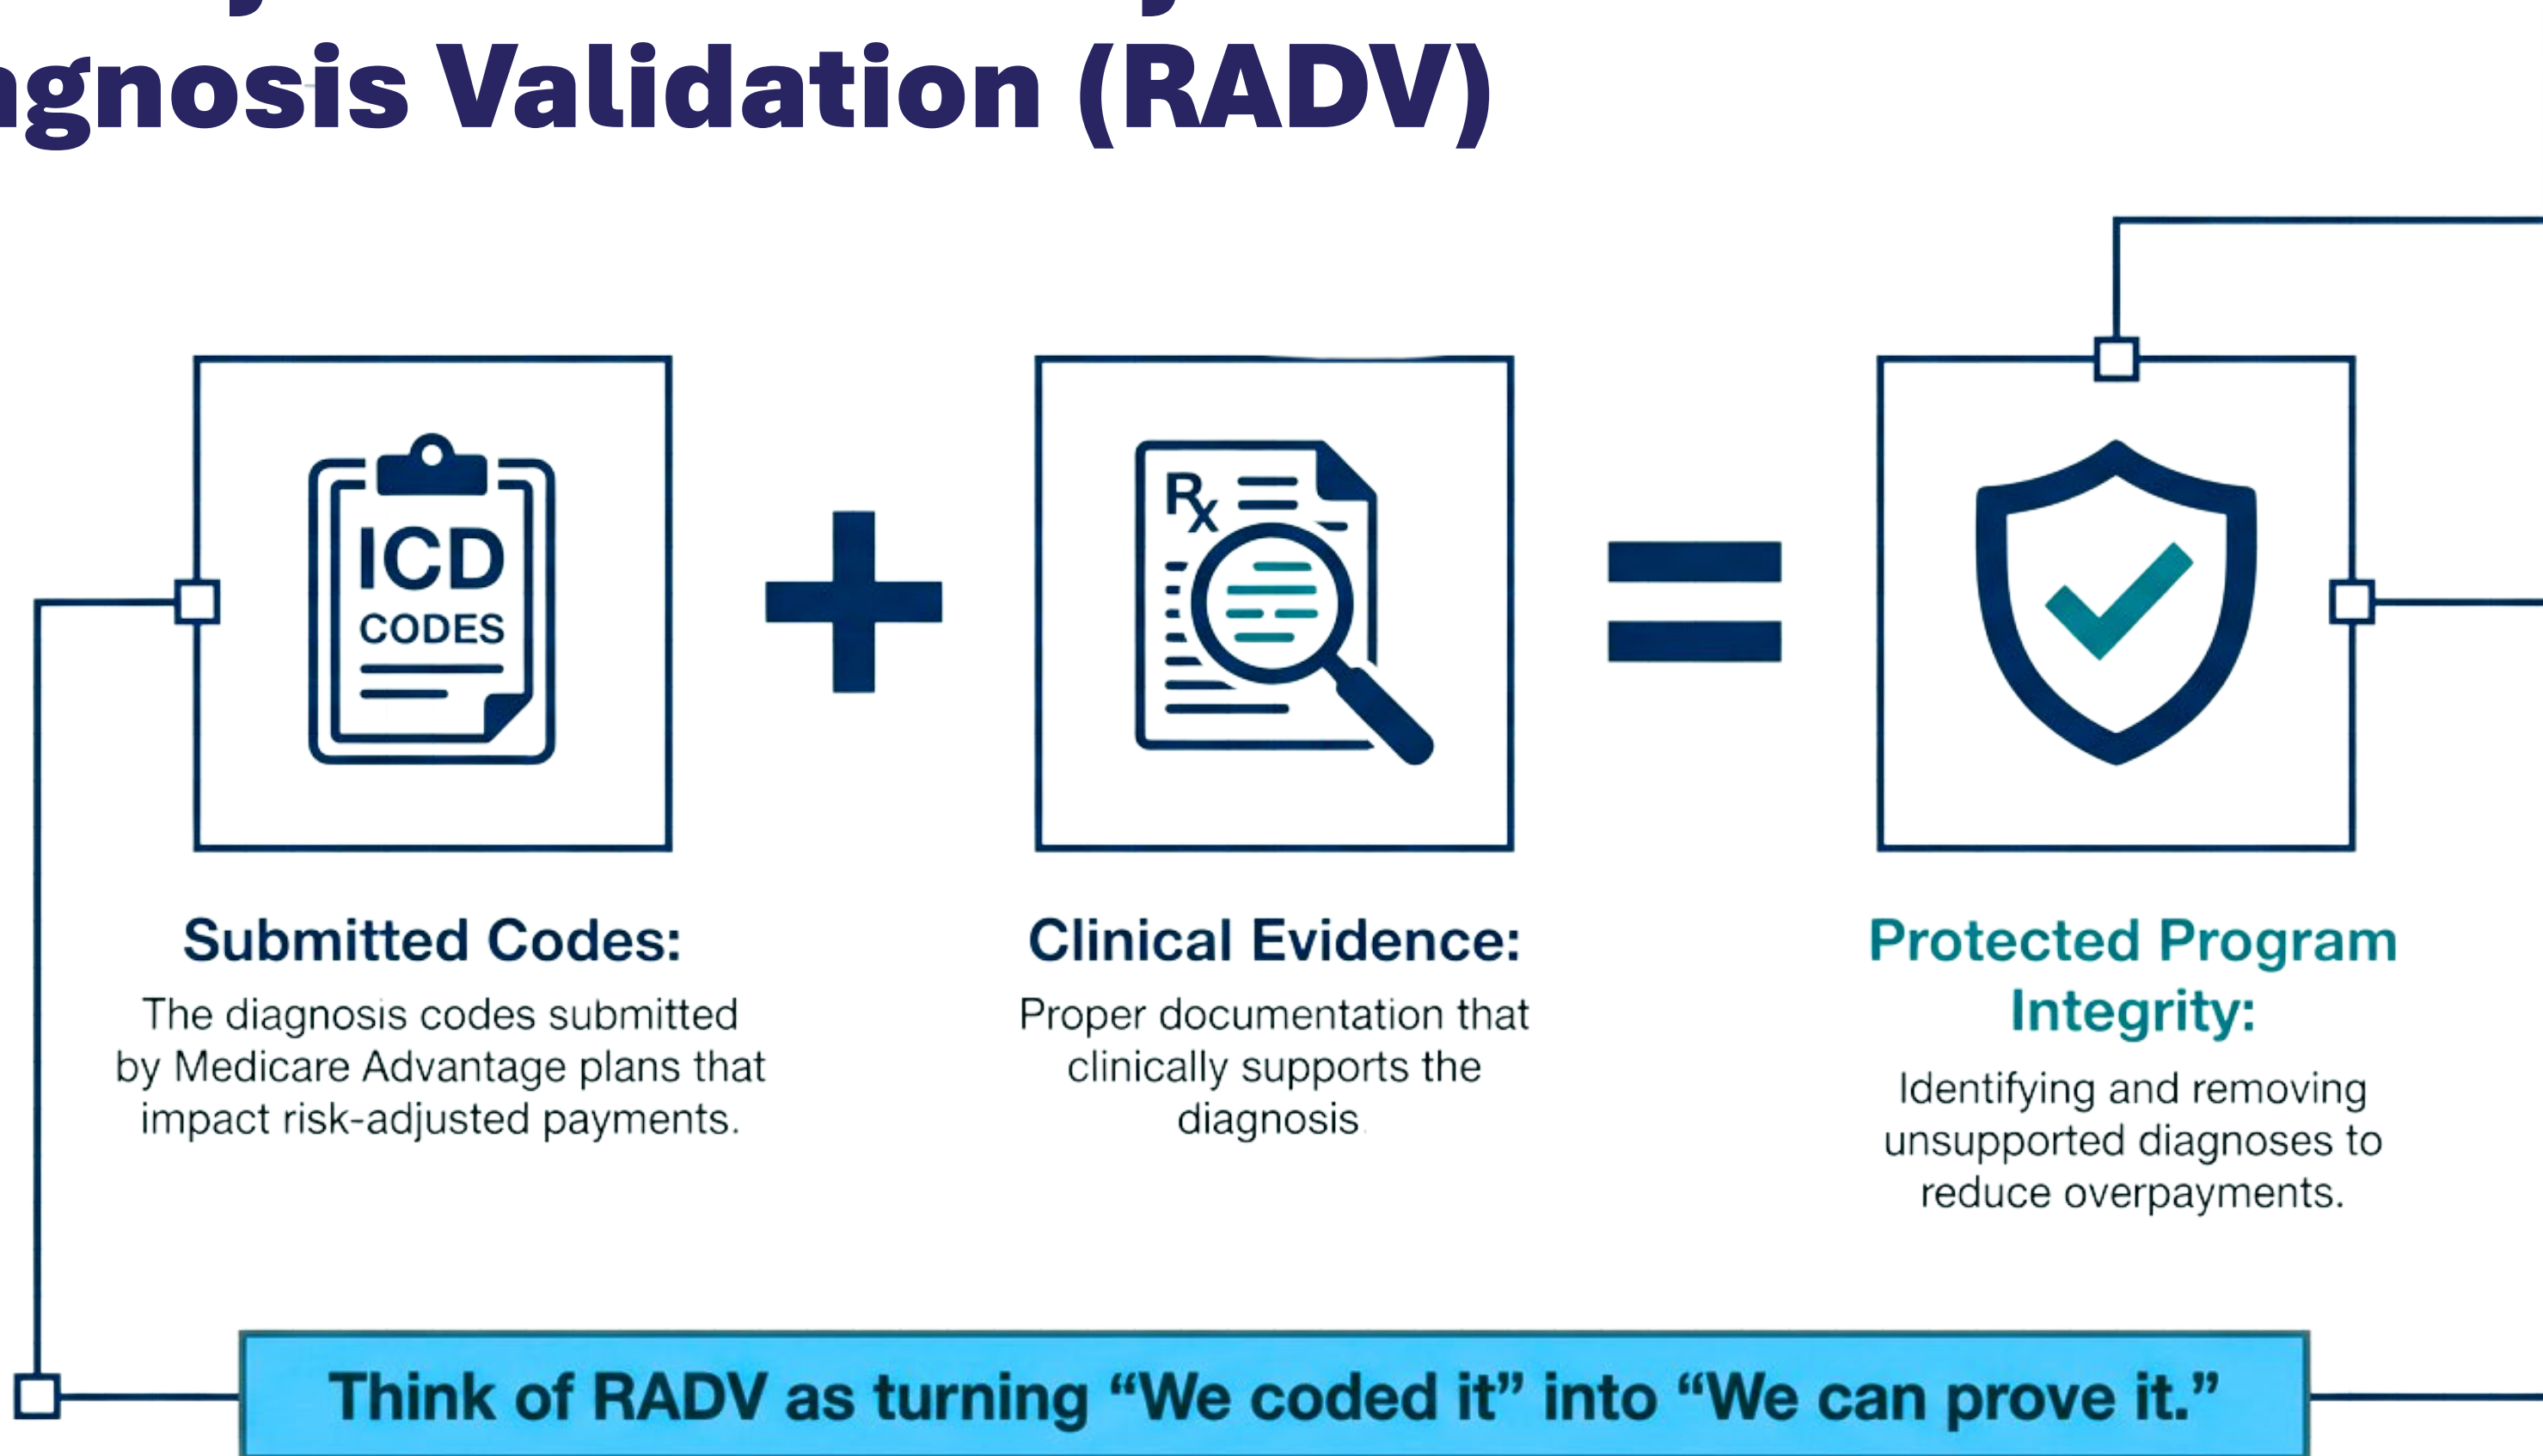 agnosis Validation (RADV)
ICD
CODES
Rx
Submitted Codes:
The diagnosis codes submitted
by Medicare Advantage plans that
impact risk-adjusted payments.
Clinical Evidence:
Proper documentation that
clinically supports the
diagnosis.
Protected Program
Integrity:
Identifying and removing
unsupported diagnoses to
reduce overpayments.
Think of RADV as turning “We coded it” into “We can prove it.”